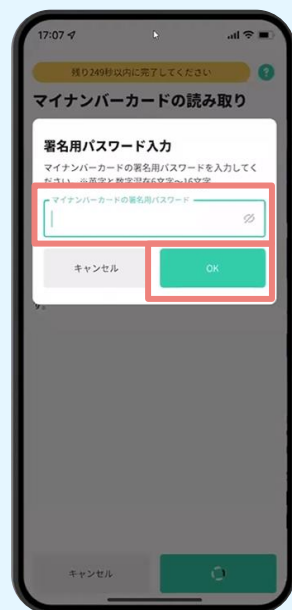 17:07
残り249秒以内に完了してください
?
マイナンバーカードの読み取り
署名用パスワード入力
マイナンバーカードの署名用パスワードを入力してく
ださい。※英字と数字混在6文字〜16文字
マイナンバーカードの署名用パスワード
キャンセル
OK
す。
キャンセル